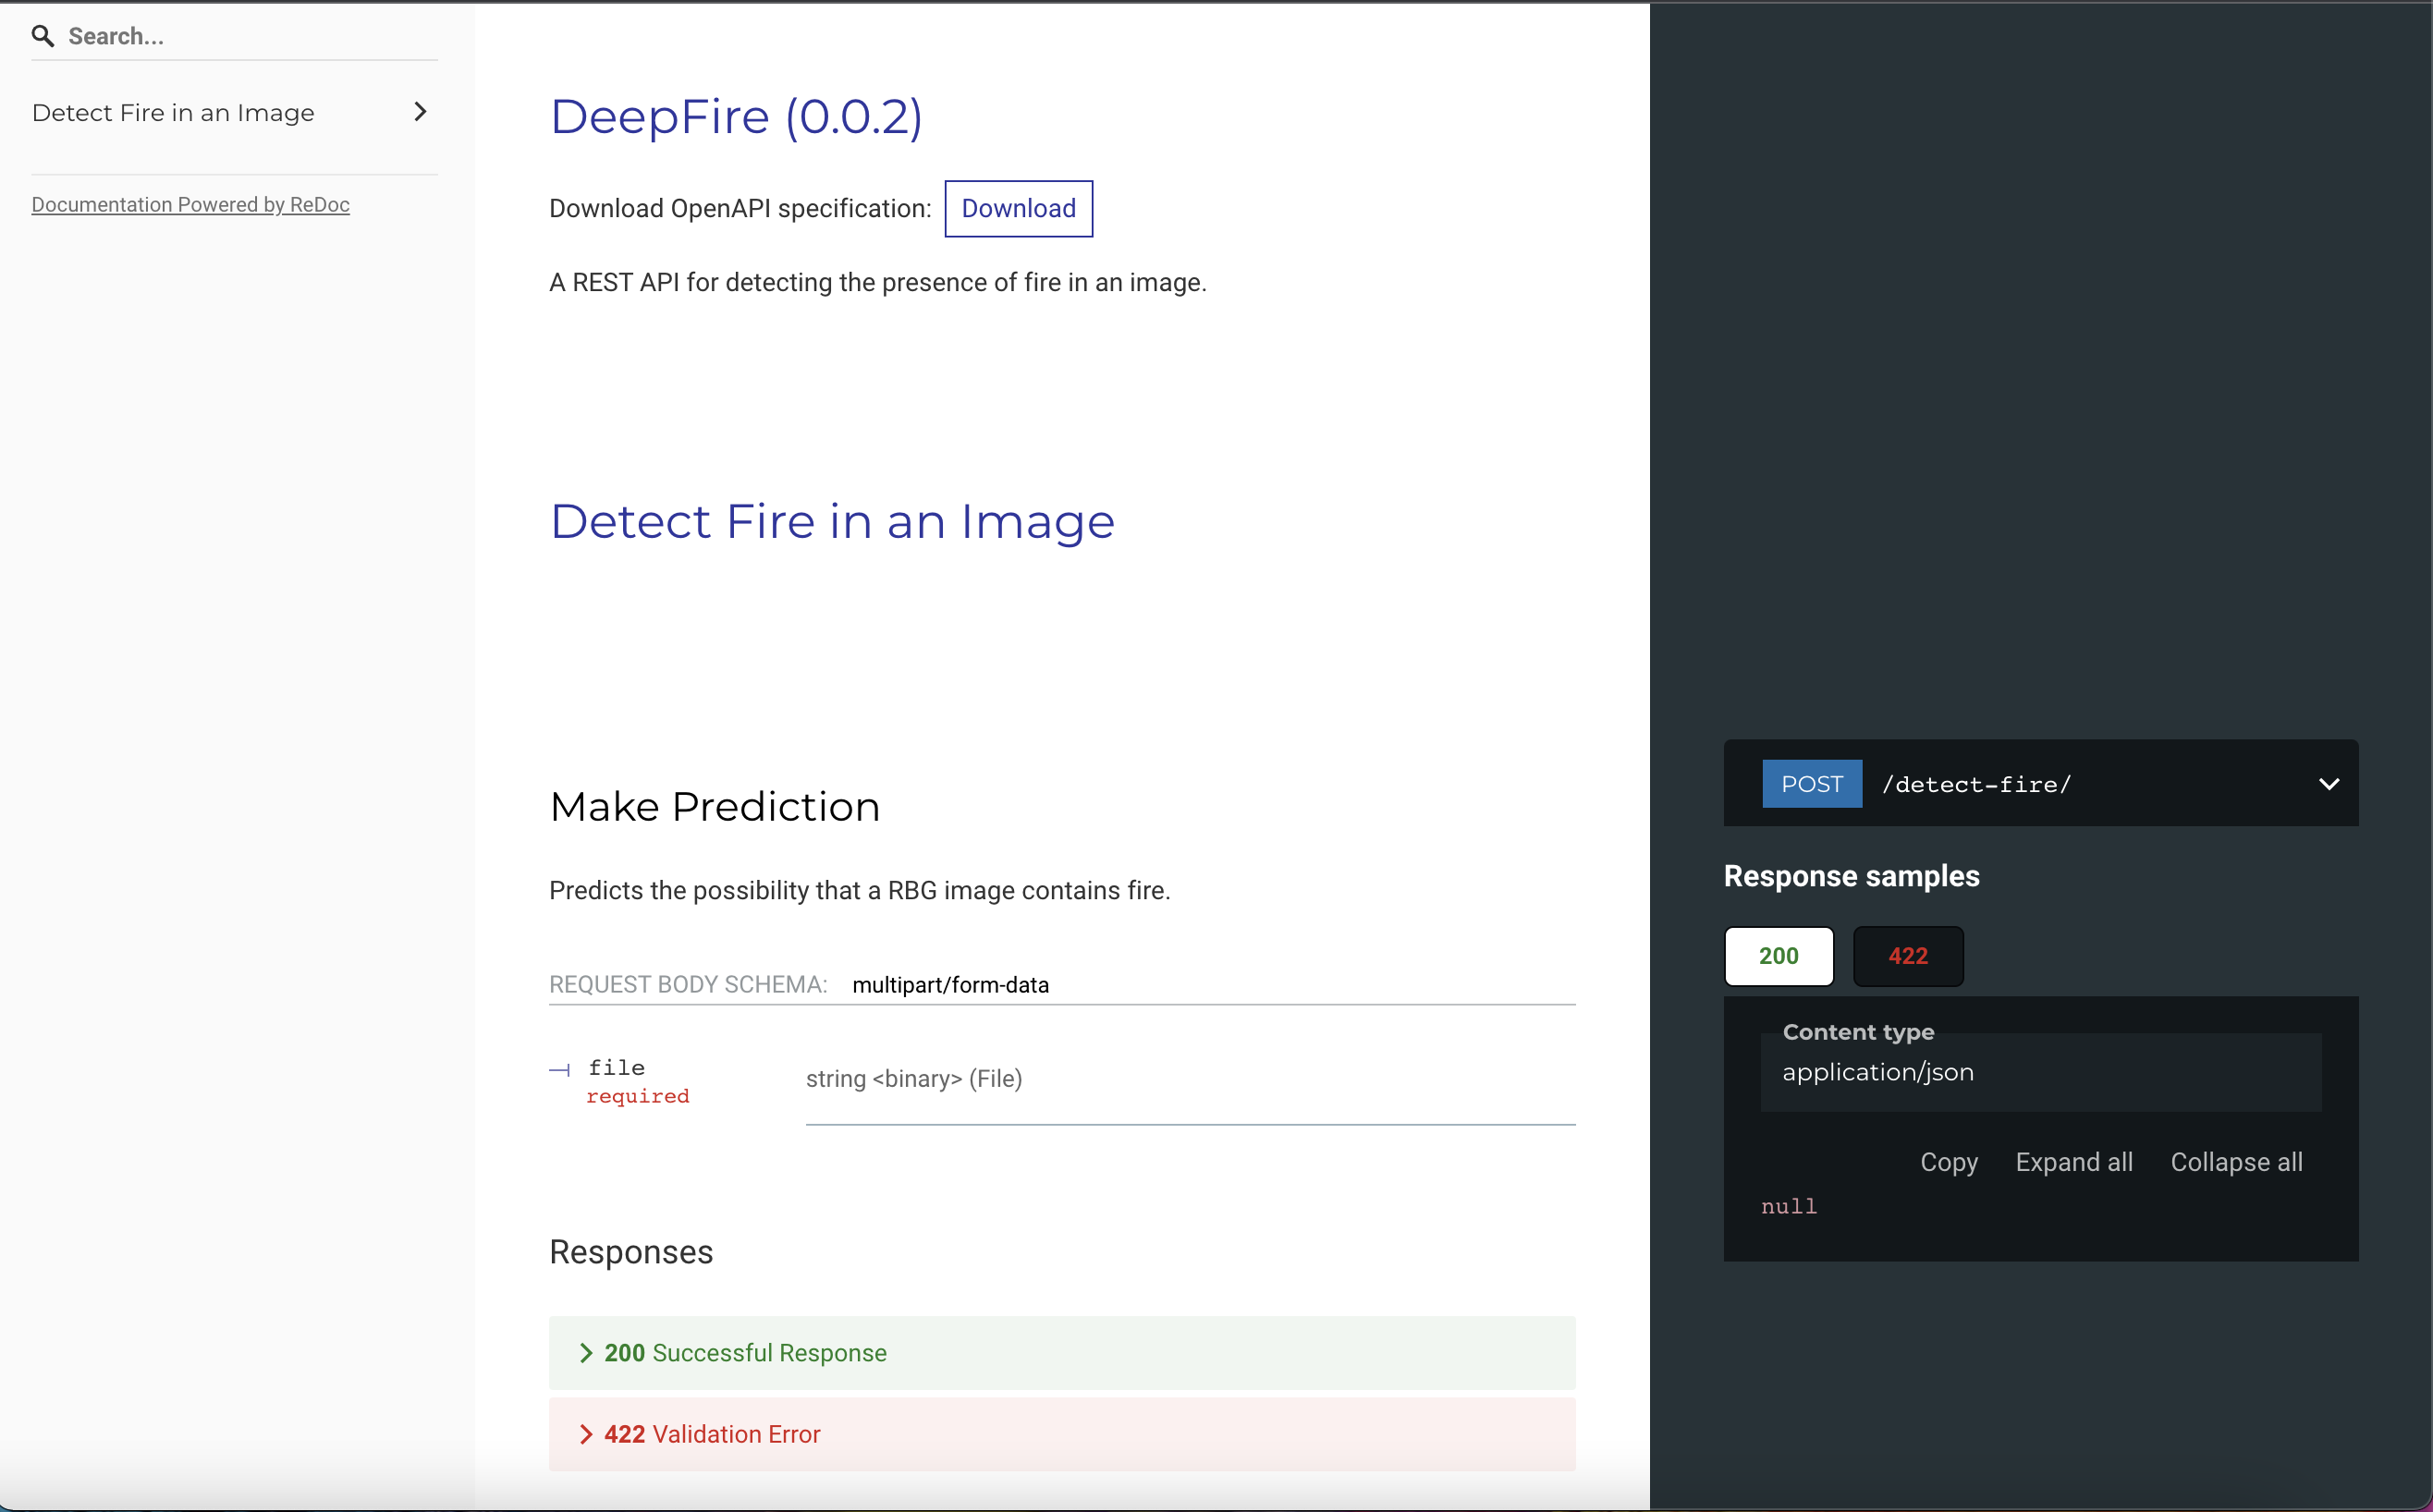 Search...
Detect Fire in an Image
Documentation Powered by ReDoc
DeepFire (0.0.2)
Download OpenAPI specification: Download
A REST API for detecting the presence of fire in an image.
Detect Fire in an Image
Make Prediction
Predicts the possibility that a RBG image contains fire.
REQUEST BODY SCHEMA: multipart/form-data
file
required
string <binary> (File)
Responses
200 Successful Response
422 Validation Error
POST /detect-fire/
Response samples
200 422
Content type
application/json
Copy Expand all Collapse all
null